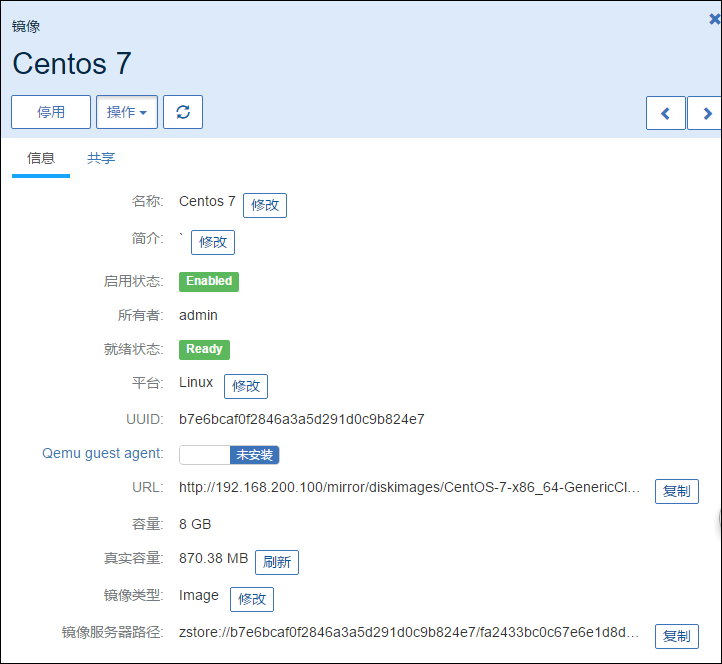 镜像
Centos 7
停用 操作
信息 共享
名称: Centos 7 修改
简介: ` 修改
启用状态: Enabled
所有者: admin
就绪状态: Ready
平台: Linux 修改
UUID: b7e6bcaf0f2846a3a5d291d0c9b824e7
Qemu guest agent: 未安装
URL: http://192.168.200.100/mirror/diskimages/CentOS-7-x86_64-GenericCl... 复制
容量: 8 GB
真实容量: 870.38 MB 刷新
镜像类型: Image 修改
镜像服务器路径: zstore://b7e6bcaf0f2846a3a5d291d0c9b824e7/fa2433bc0c67e6e1d8d... 复制